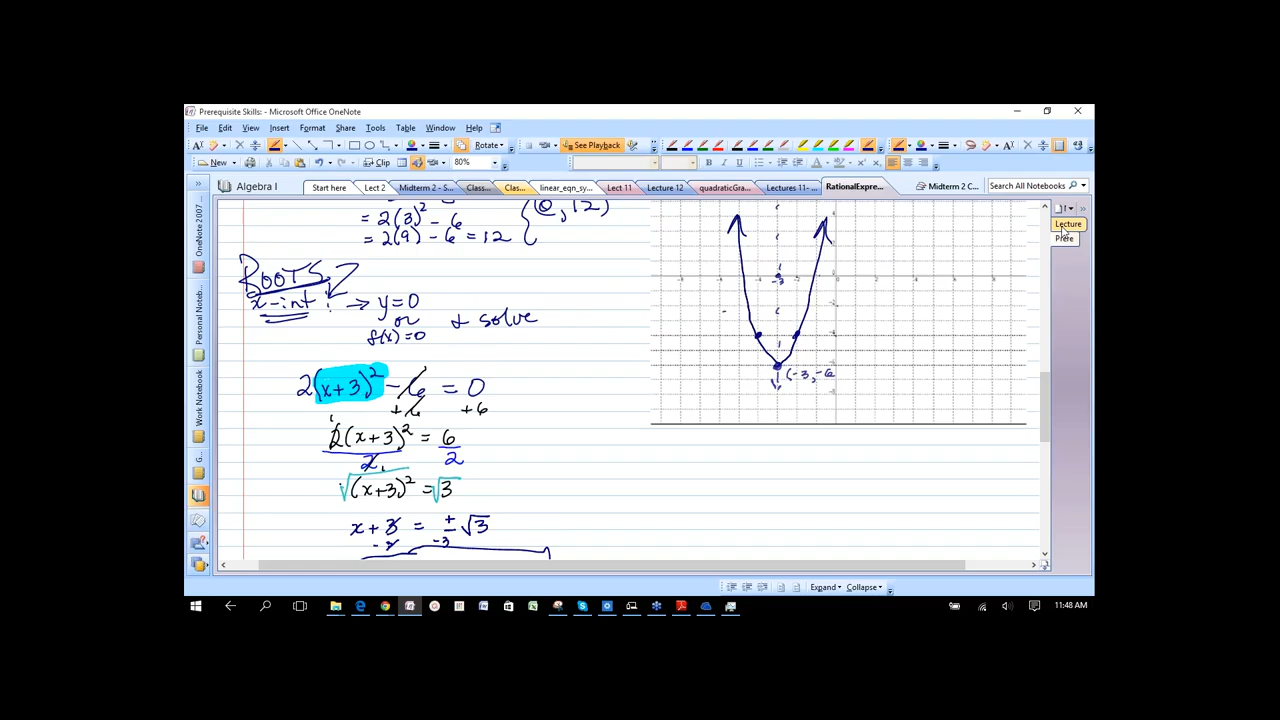 Prerequisite Skills: - Microsoft Office OneNote
File Edit View Insert Format Share Tools Table Window Help
Rotate
See Playback
New
Clip
80%
Algebra I
Start here
Lect 2
Midterm 2 - S...
Class...
Clas...
linear_eqn_sy...
Lect 11
Lecture 12
quadraticGra...
Lectures 11-...
RationalExpre...
Midterm 2 C...
Search All Notebooks
OneNote 2007
Personal Noteb...
Work Notebook
G...
Lecture
Prere
= 2(3)² - 6
= 2(9) - 6 = 12
(0, 12)
ROOTS?
x-int! → y=0
or
f(x)=0
+ solve
2(x+3)² - 6 = 0
+6 +6
2(x+3)² = 6
2 2
√(x+3)² = √3
x+3 = ± √3
-3 -3
(-3, -6
Expand
Collapse
11:48 AM